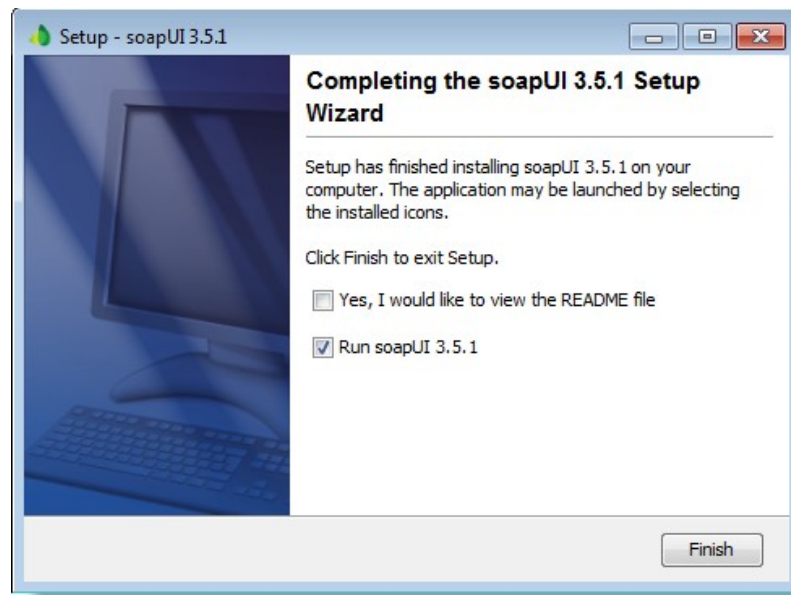 Setup - soapUI 3.5.1
Completing the soapUI 3.5.1 Setup
Wizard
Setup has finished installing soapUI 3.5.1 on your
computer. The application may be launched by selecting
the installed icons.
Click Finish to exit Setup.
Yes, I would like to view the README file
Run soapUI 3.5.1
Finish